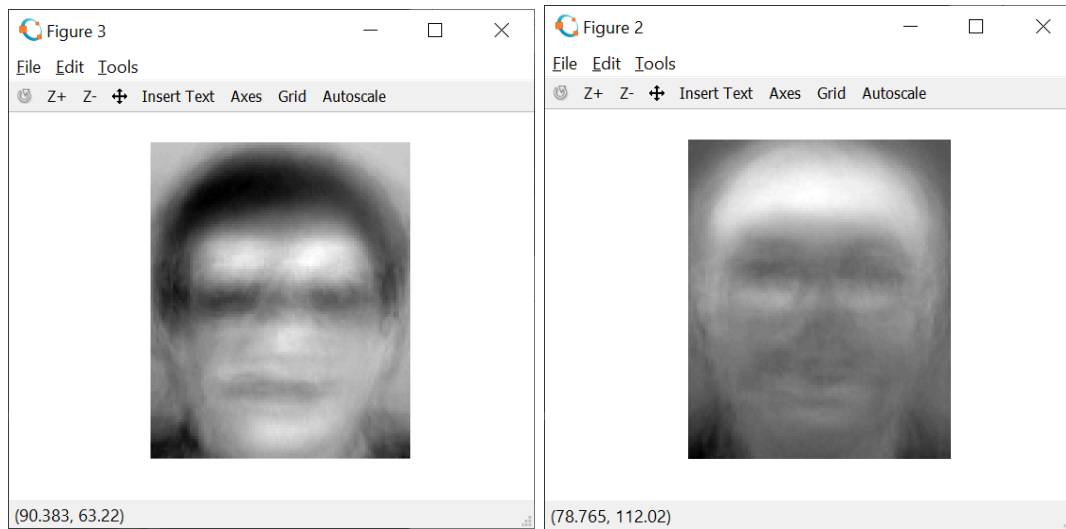 Figure 3
File Edit Tools
Z+ Z- Insert Text Axes Grid Autoscale
(90.383, 63.22)
Figure 2
File Edit Tools
Z+ Z- Insert Text Axes Grid Autoscale
(78.765, 112.02)